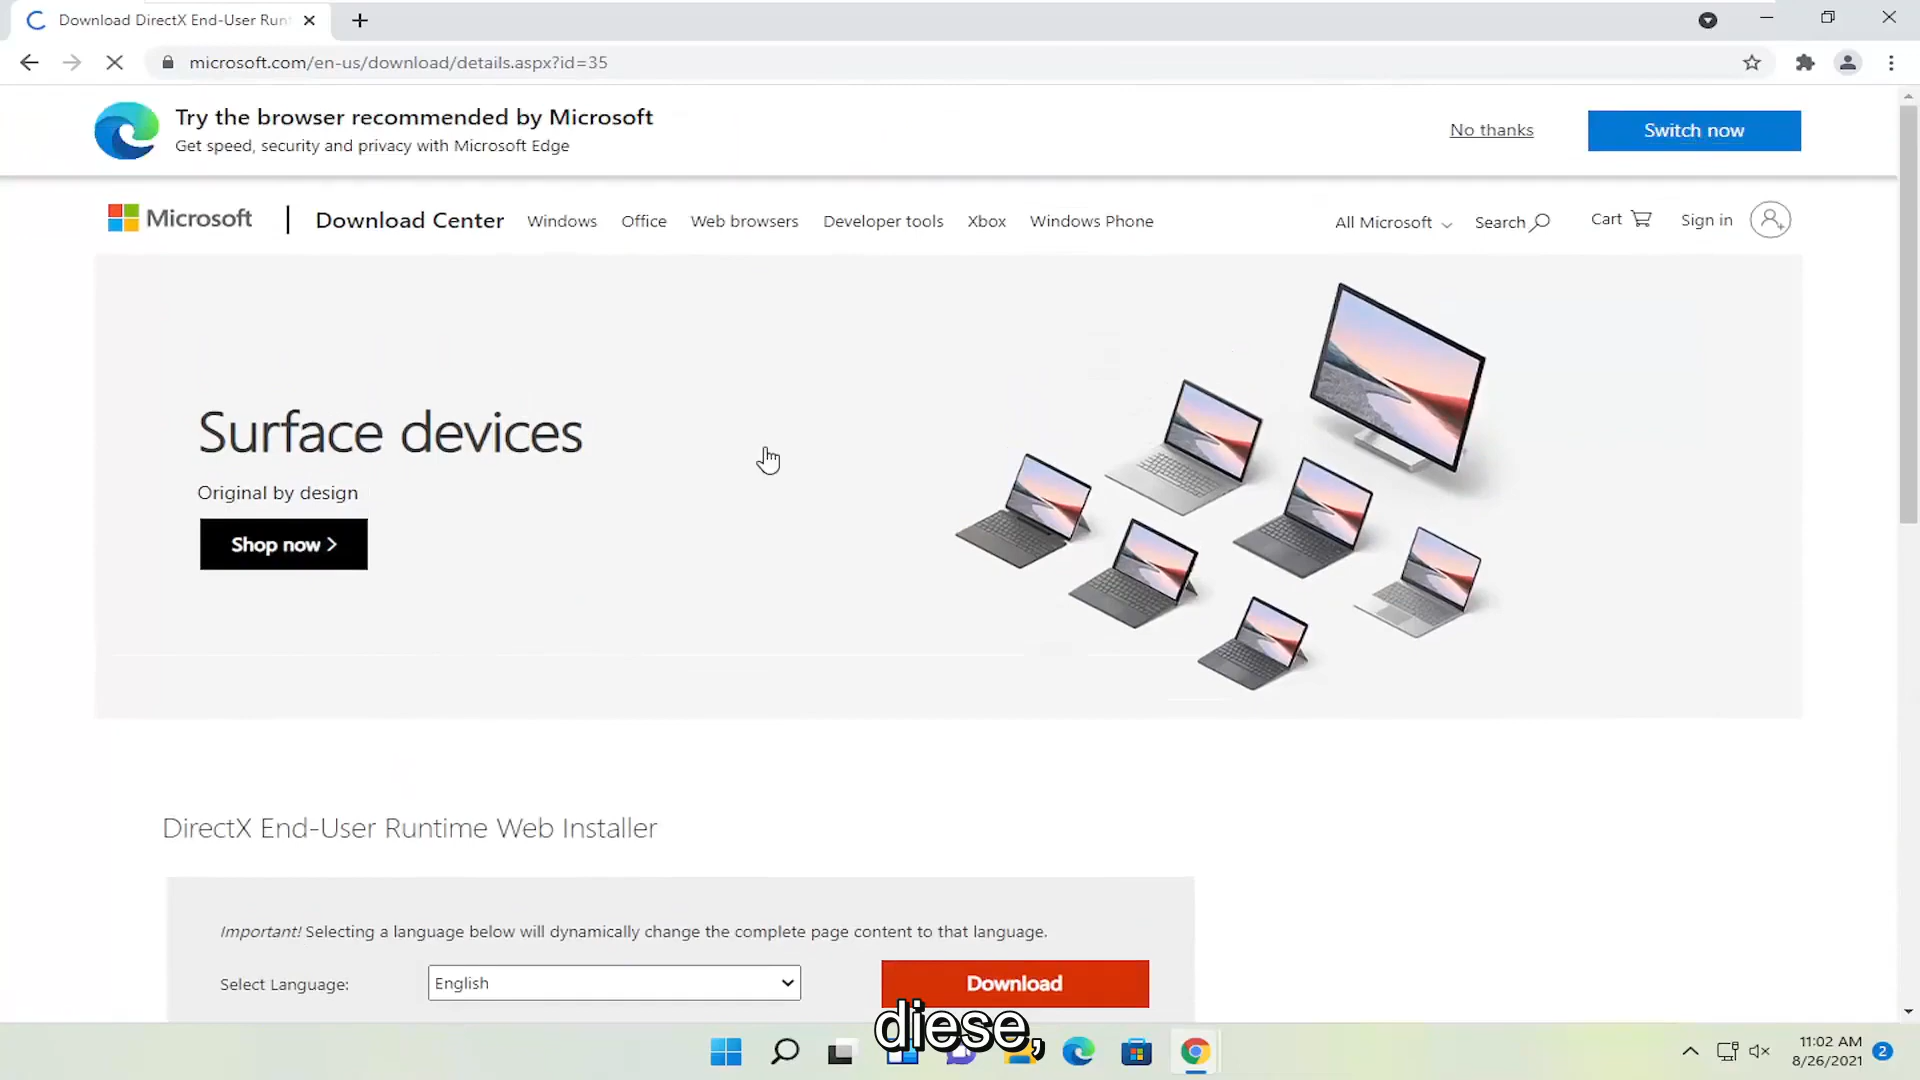 Download DirectX End-User Run
microsoft.com/en-us/download/details.aspx?id=35
Try the browser recommended by Microsoft
Get speed, security and privacy with Microsoft Edge
No thanks
Switch now
Microsoft
Download Center
Windows
Office
Web browsers
Developer tools
Xbox
Windows Phone
All Microsoft
Search
Cart
Sign in
Surface devices
Original by design
Shop now >
DirectX End-User Runtime Web Installer
Important! Selecting a language below will dynamically change the complete page content to that language.
Select Language:
English
Download
diese,
11:02 AM
8/26/2021
2